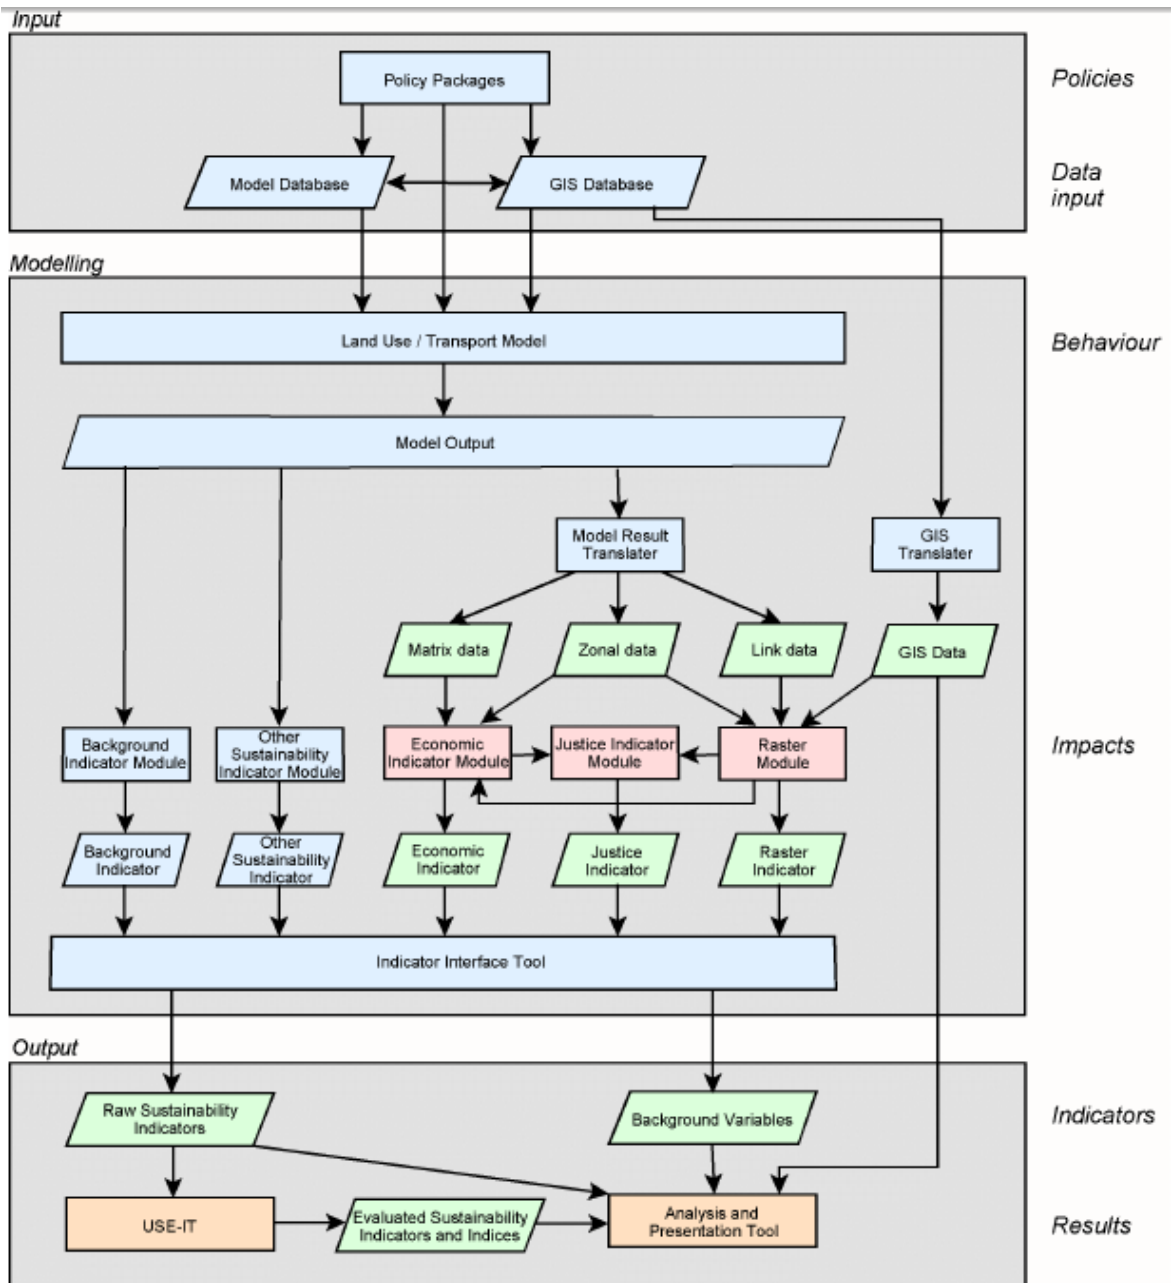 Input
Policy Packages
Policies
Model Database
GIS Database
Data
input
Modelling
Land Use / Transport Model
Behaviour
Model Output
Model Result
Translater
GIS
Translater
Matrix data
Zonal data
Link data
GIS Data
Background
Indicator Module
Other
Sustainability
Indicator Module
Economic
Indicator Module
Justice Indicator
Module
Raster
Module
Impacts
Background
Indicator
Other
Sustainability
Indicator
Economic
Indicator
Justice
Indicator
Raster
Indicator
Indicator Interface Tool
Output
Raw Sustainability
Indicators
Background Variables
Indicators
USE-IT
Evaluated Sustainability
Indicators and Indices
Analysis and
Presentation Tool
Results